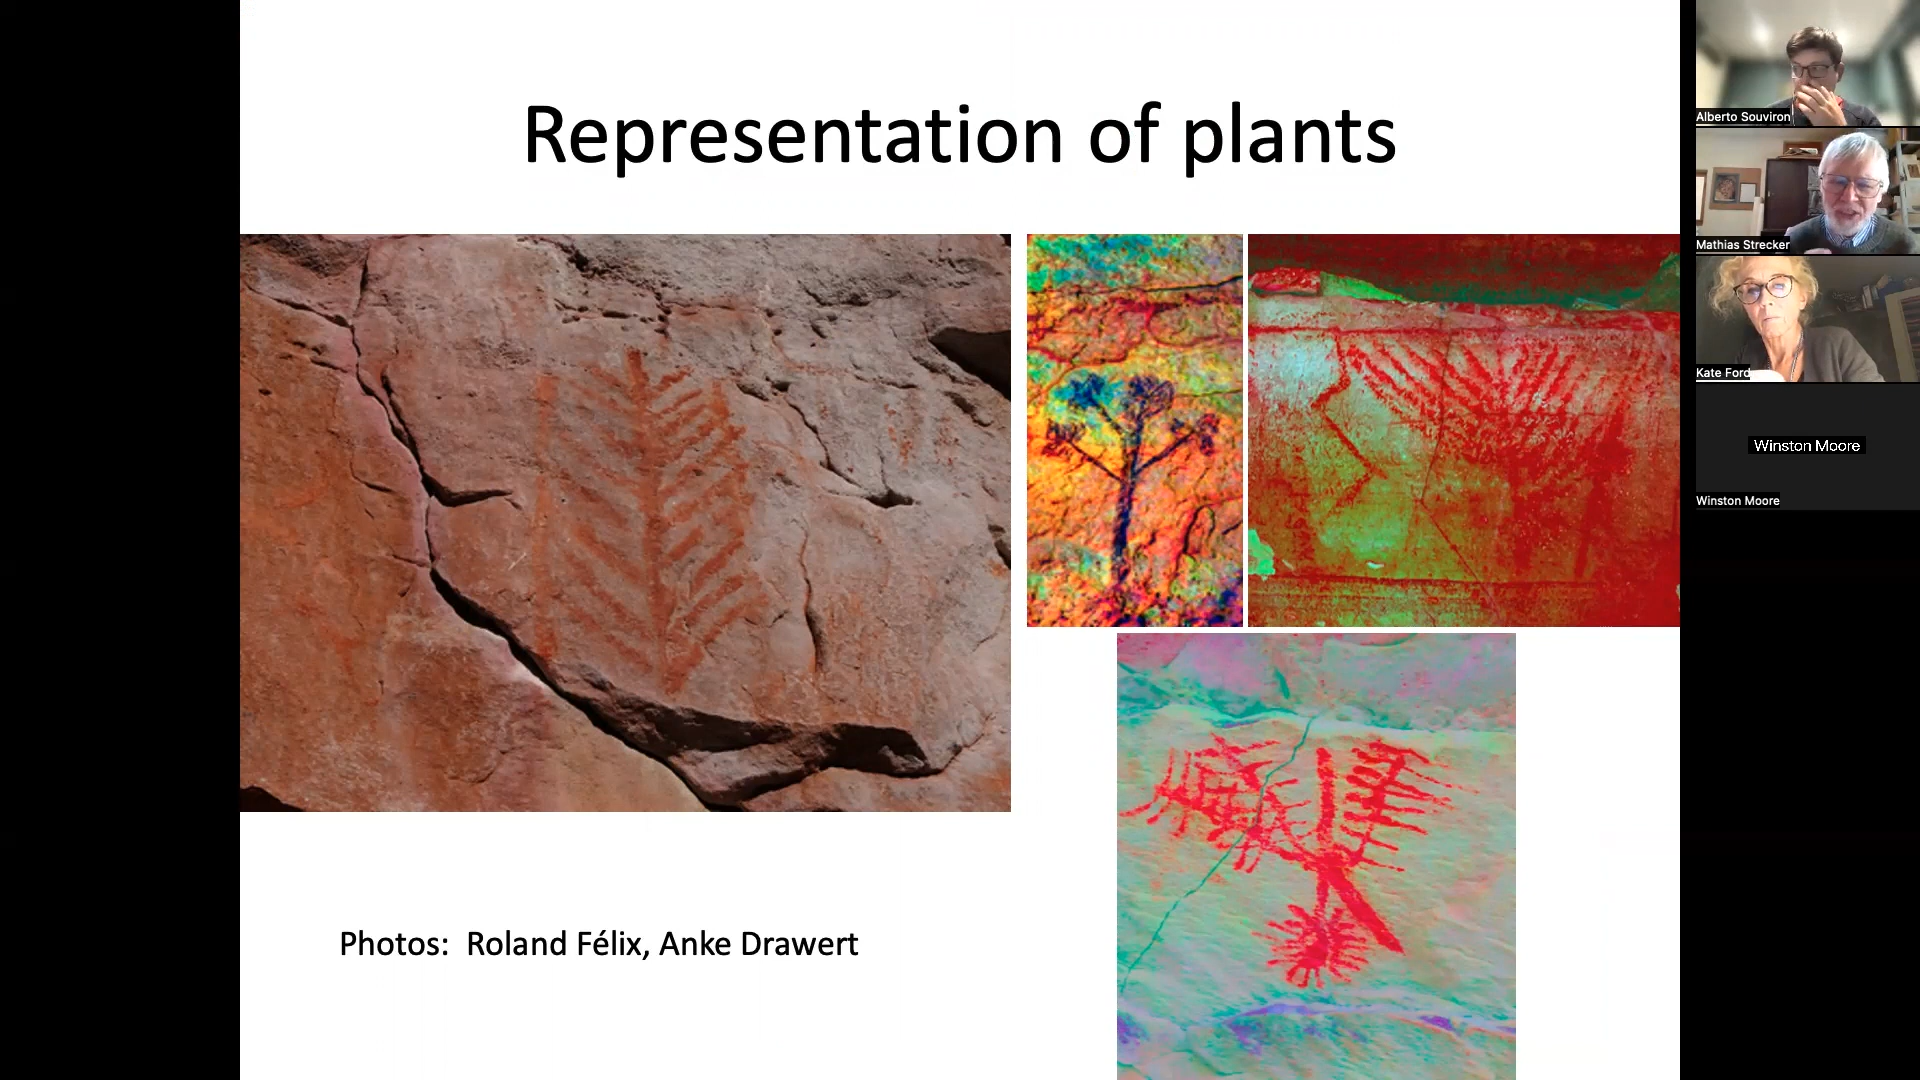 Representation of plants
Photos: Roland Félix, Anke Drawert
Alberto Souviron
Mathias Strecker
Kate Ford
Winston Moore
Winston Moore